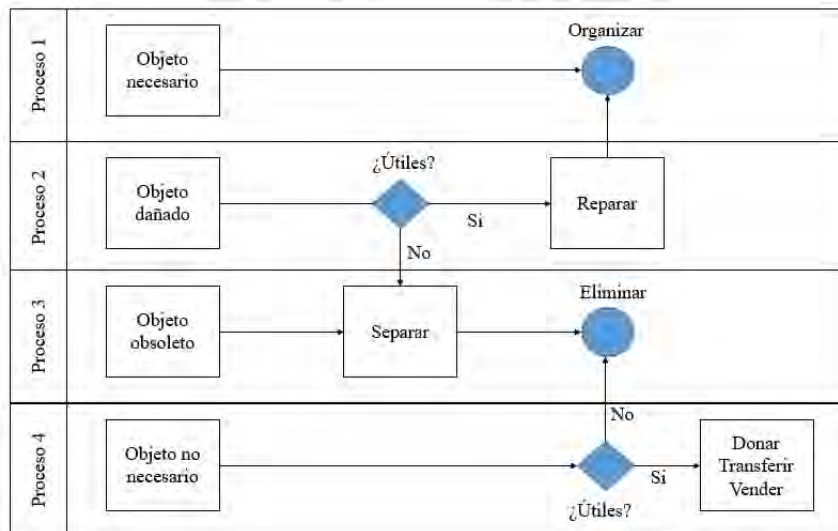 Proceso 1
Objeto
necesario
Organizar
Proceso 2
Objeto
dañado
¿Útiles?
Si
No
Reparar
Proceso 3
Objeto
obsoleto
Separar
Eliminar
Proceso 4
Objeto no
necesario
No
¿Útiles?
Si
Donar
Transferir
Vender